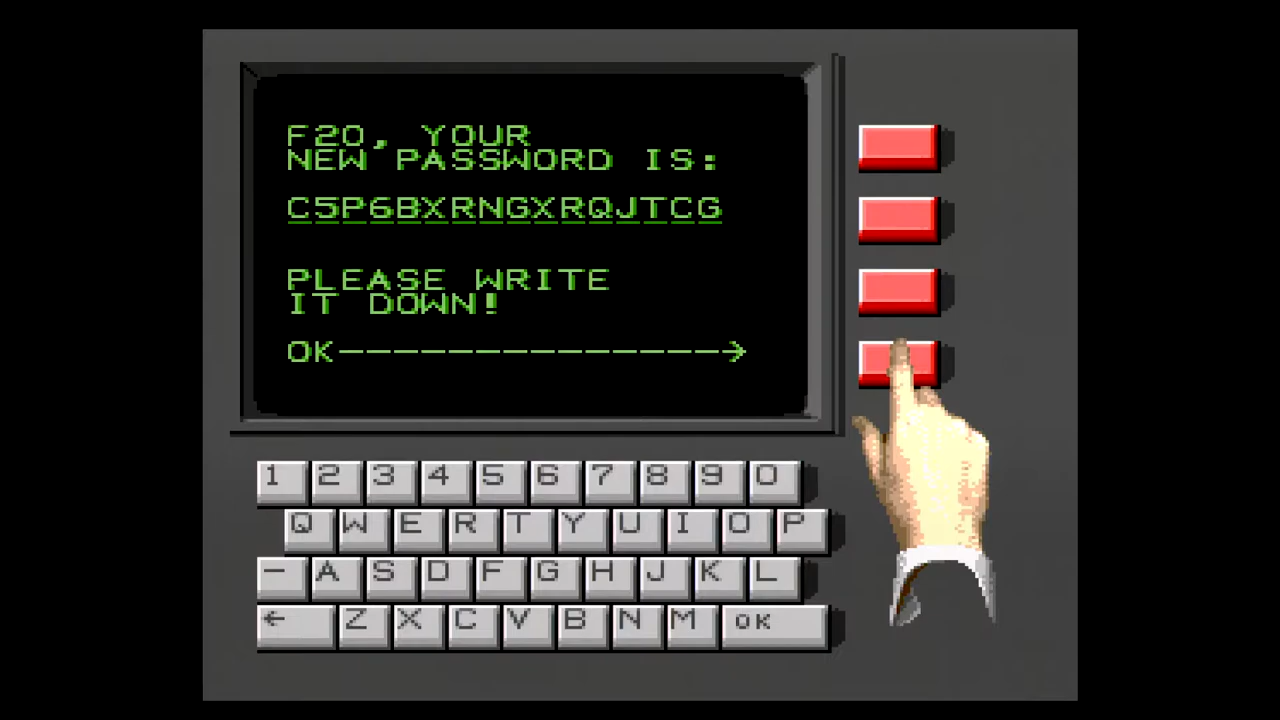 F20, YOUR
NEW PASSWORD IS:
C5P6BXRNGXRQJTCG
PLEASE WRITE
IT DOWN!
OK----------------→
1 2 3 4 5 6 7 8 9 0
Q W E R T Y U I O P
- A S D F G H J K L
← Z X C V B N M OK